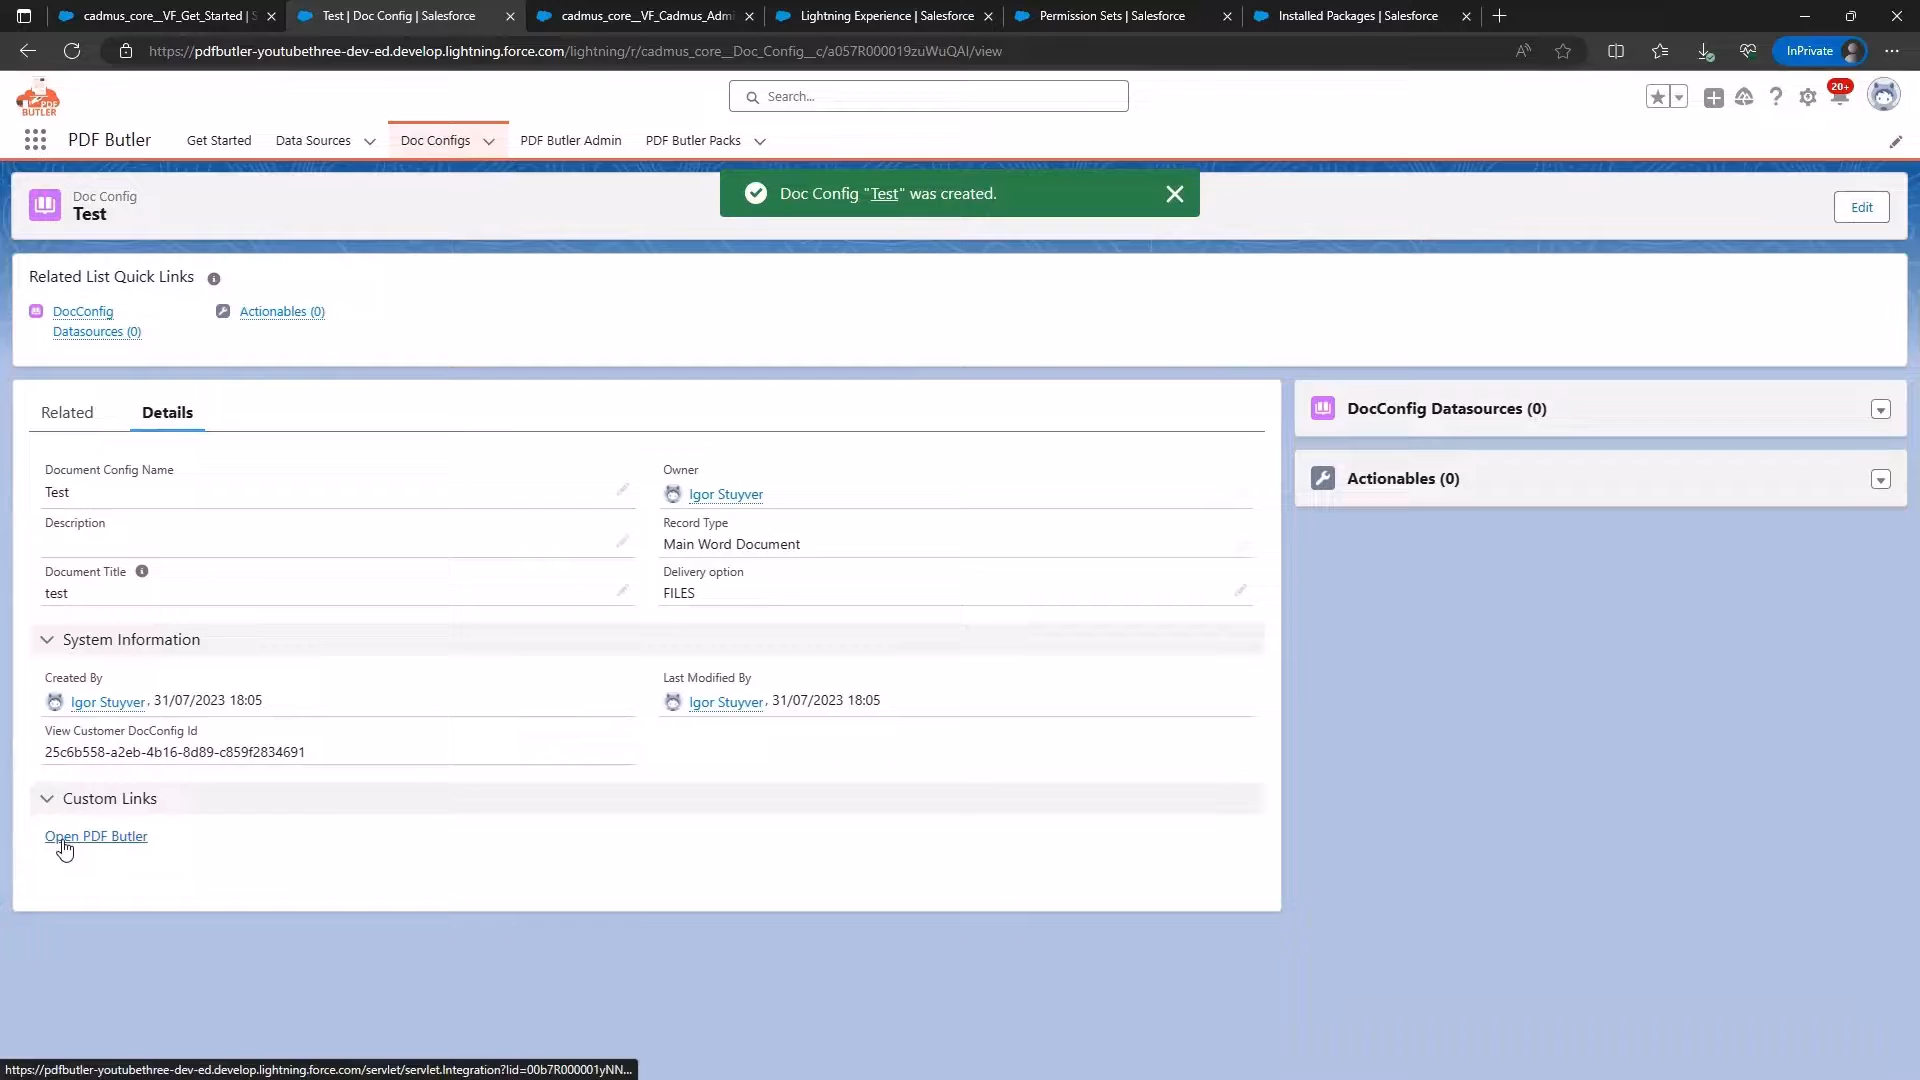 cadmus_core__VF_Get_Started | S
Test | Doc Config | Salesforce
cadmus_core__VF_Cadmus_Admi
Lightning Experience | Salesforce
Permission Sets | Salesforce
Installed Packages | Salesforce
https://pdfbutler-youtubethree-dev-ed.develop.lightning.force.com/lightning/r/cadmus_core__Doc_Config__c/a057R000019zuWuQAI/view
InPrivate
PDF
BUTLER
Search...
20+
PDF Butler
Get Started
Data Sources
Doc Configs
PDF Butler Admin
PDF Butler Packs
Doc Config "Test" was created.
Doc Config
Test
Edit
Related List Quick Links
DocConfig
Datasources (0)
Actionables (0)
Related
Details
DocConfig Datasources (0)
Actionables (0)
Document Config Name
Test
Owner
Igor Stuyver
Description
Record Type
Main Word Document
Document Title
test
Delivery option
FILES
System Information
Created By
Igor Stuyver, 31/07/2023 18:05
Last Modified By
Igor Stuyver, 31/07/2023 18:05
View Customer DocConfig Id
25c6b558-a2eb-4b16-8d89-c859f2834691
Custom Links
Open PDF Butler
https://pdfbutler-youtubethree-dev-ed.develop.lightning.force.com/servlet/servlet.Integration?lid=00b7R000001yNN...